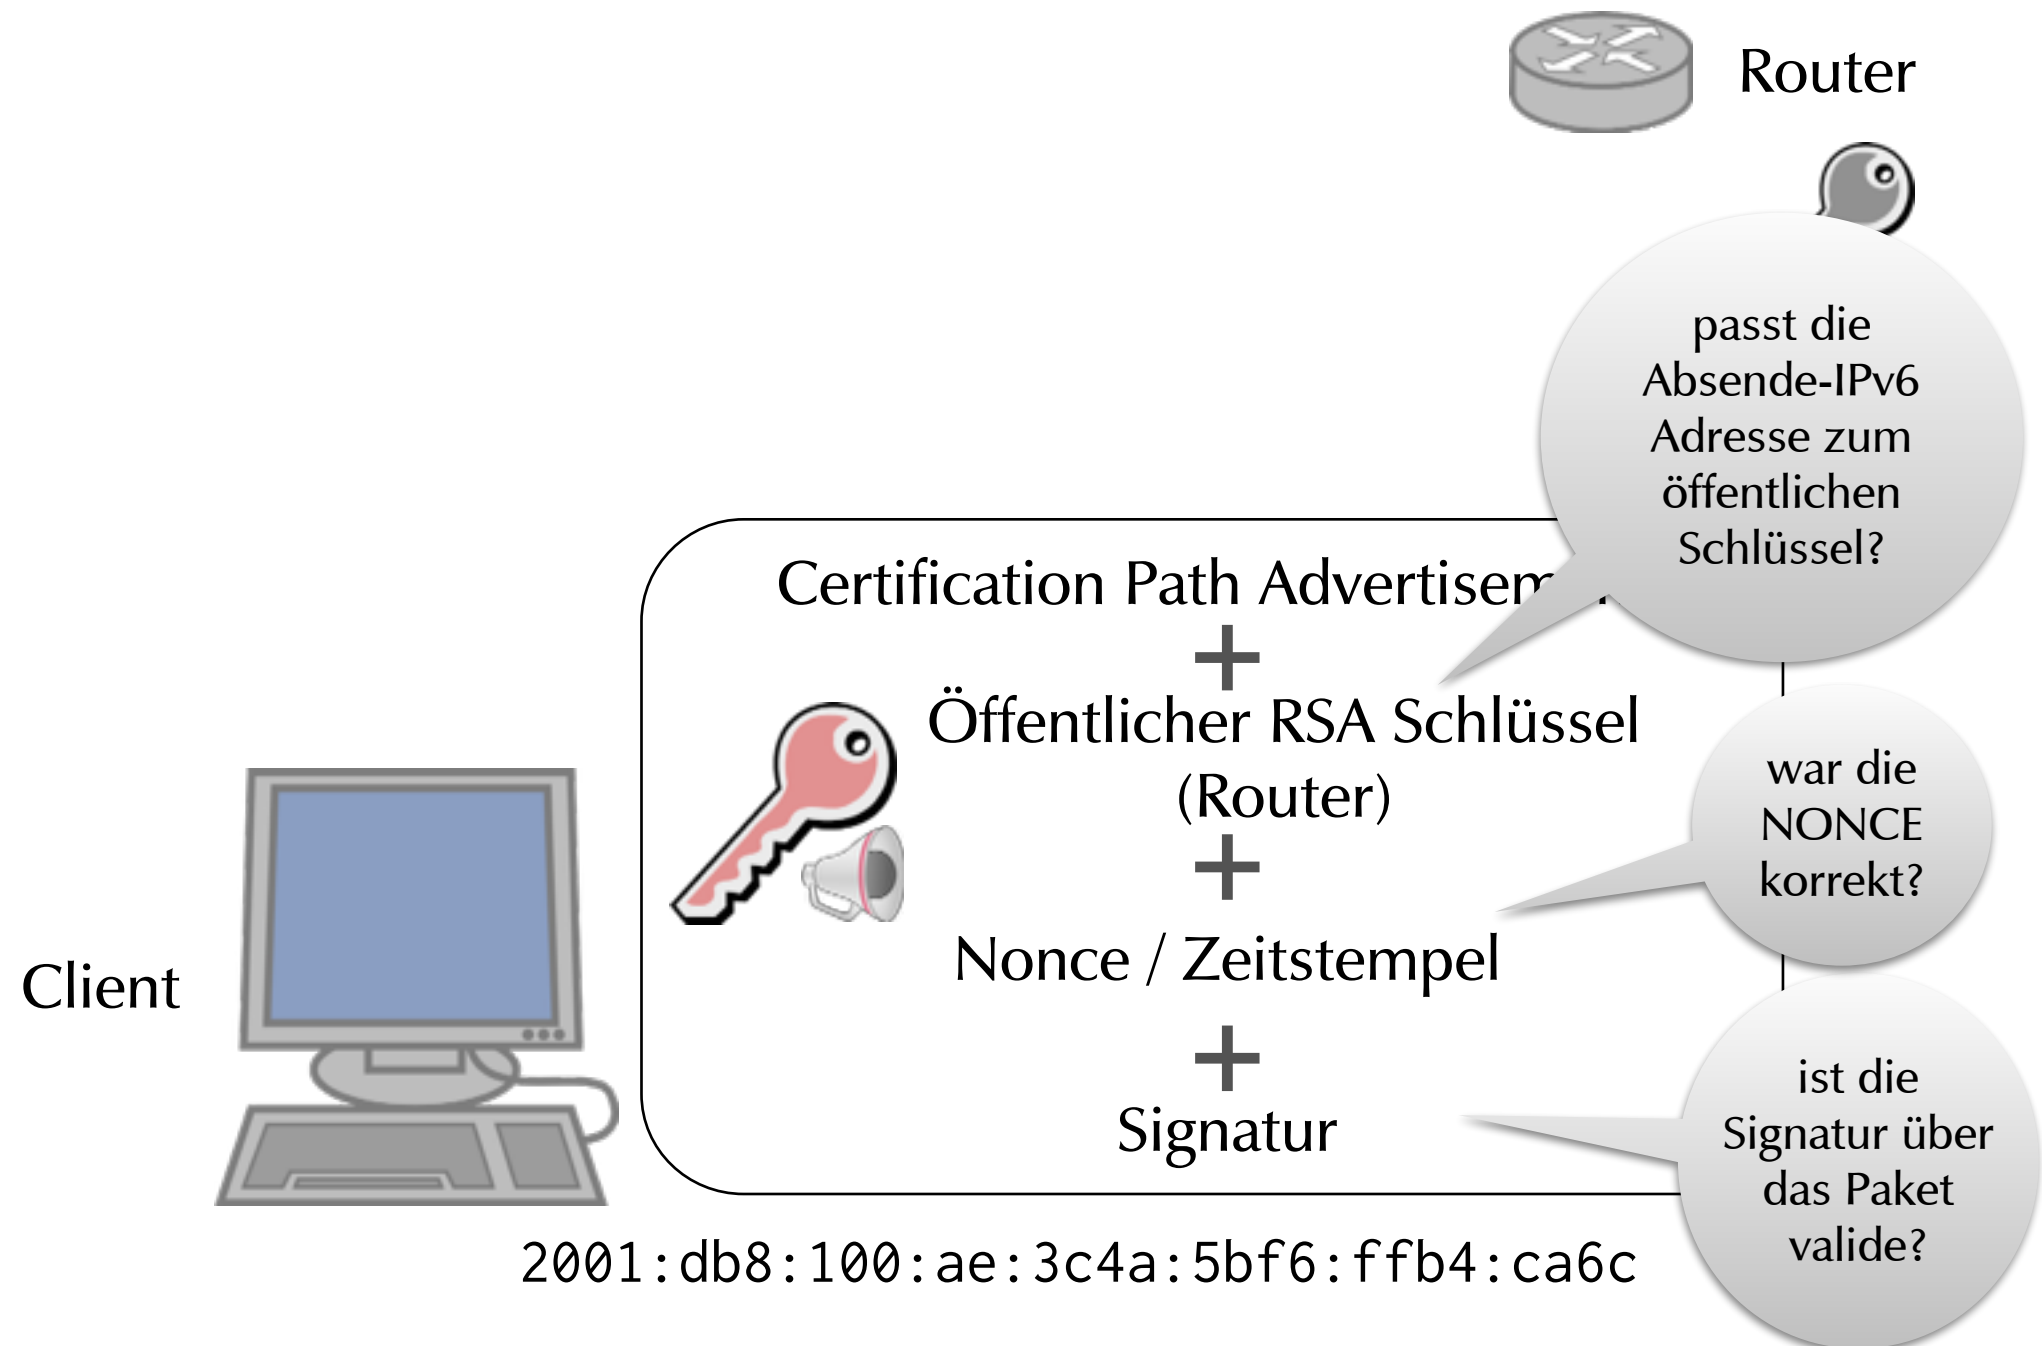 Router
passt die
Absende-IPv6
Adresse zum
öffentlichen
Schlüssel?
Certification Path
Öffentlicher RSA Schlüssel
(Router)
war die
NONCE
korrekt?
Nonce / Zeitstempel
Client
ist die
Signatur über
das Paket
valide?
Signatur
2001:db8:100:ae:3c4a:5bf6:ffb4:ca6c